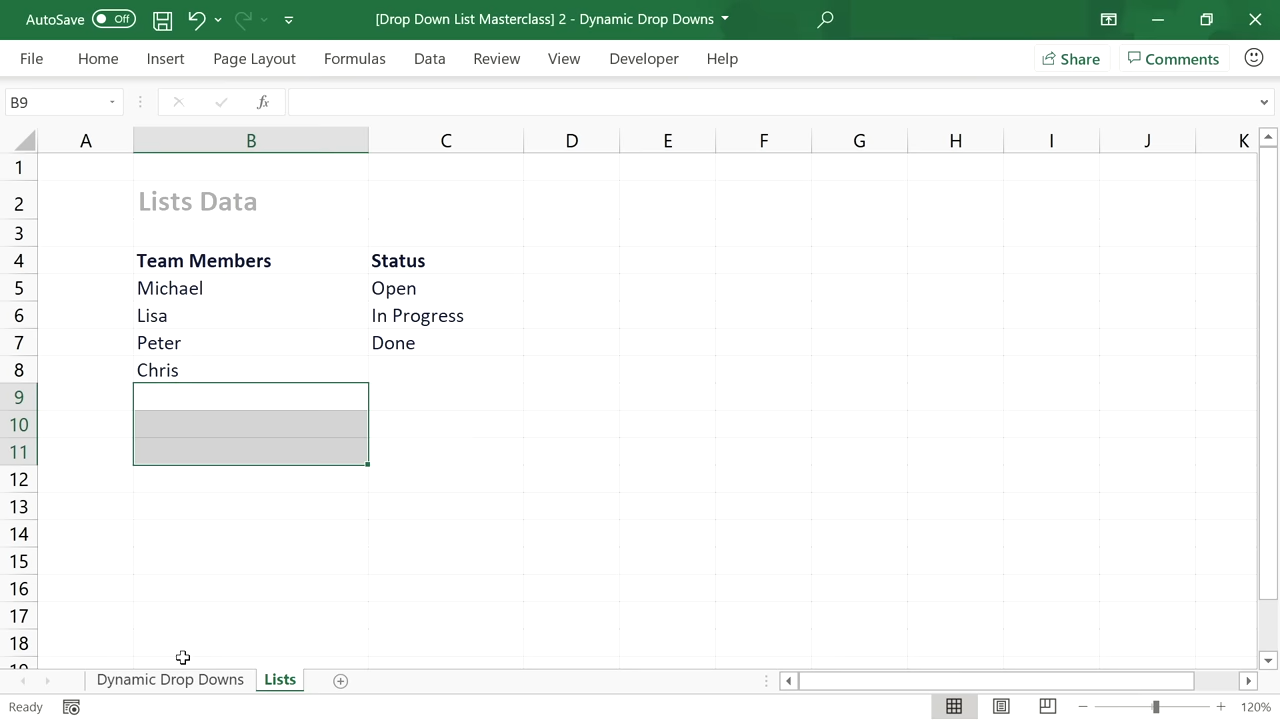 AutoSave Off [Drop Down List Masterclass] 2 - Dynamic Drop Downs
File Home Insert Page Layout Formulas Data Review View Developer Help Share Comments
B9 fx
A B C D E F G H I J K
1
2 Lists Data
3
4 Team Members Status
5 Michael Open
6 Lisa In Progress
7 Peter Done
8 Chris
9
10
11
12
13
14
15
16
17
18
19
Dynamic Drop Downs Lists
Ready 120%